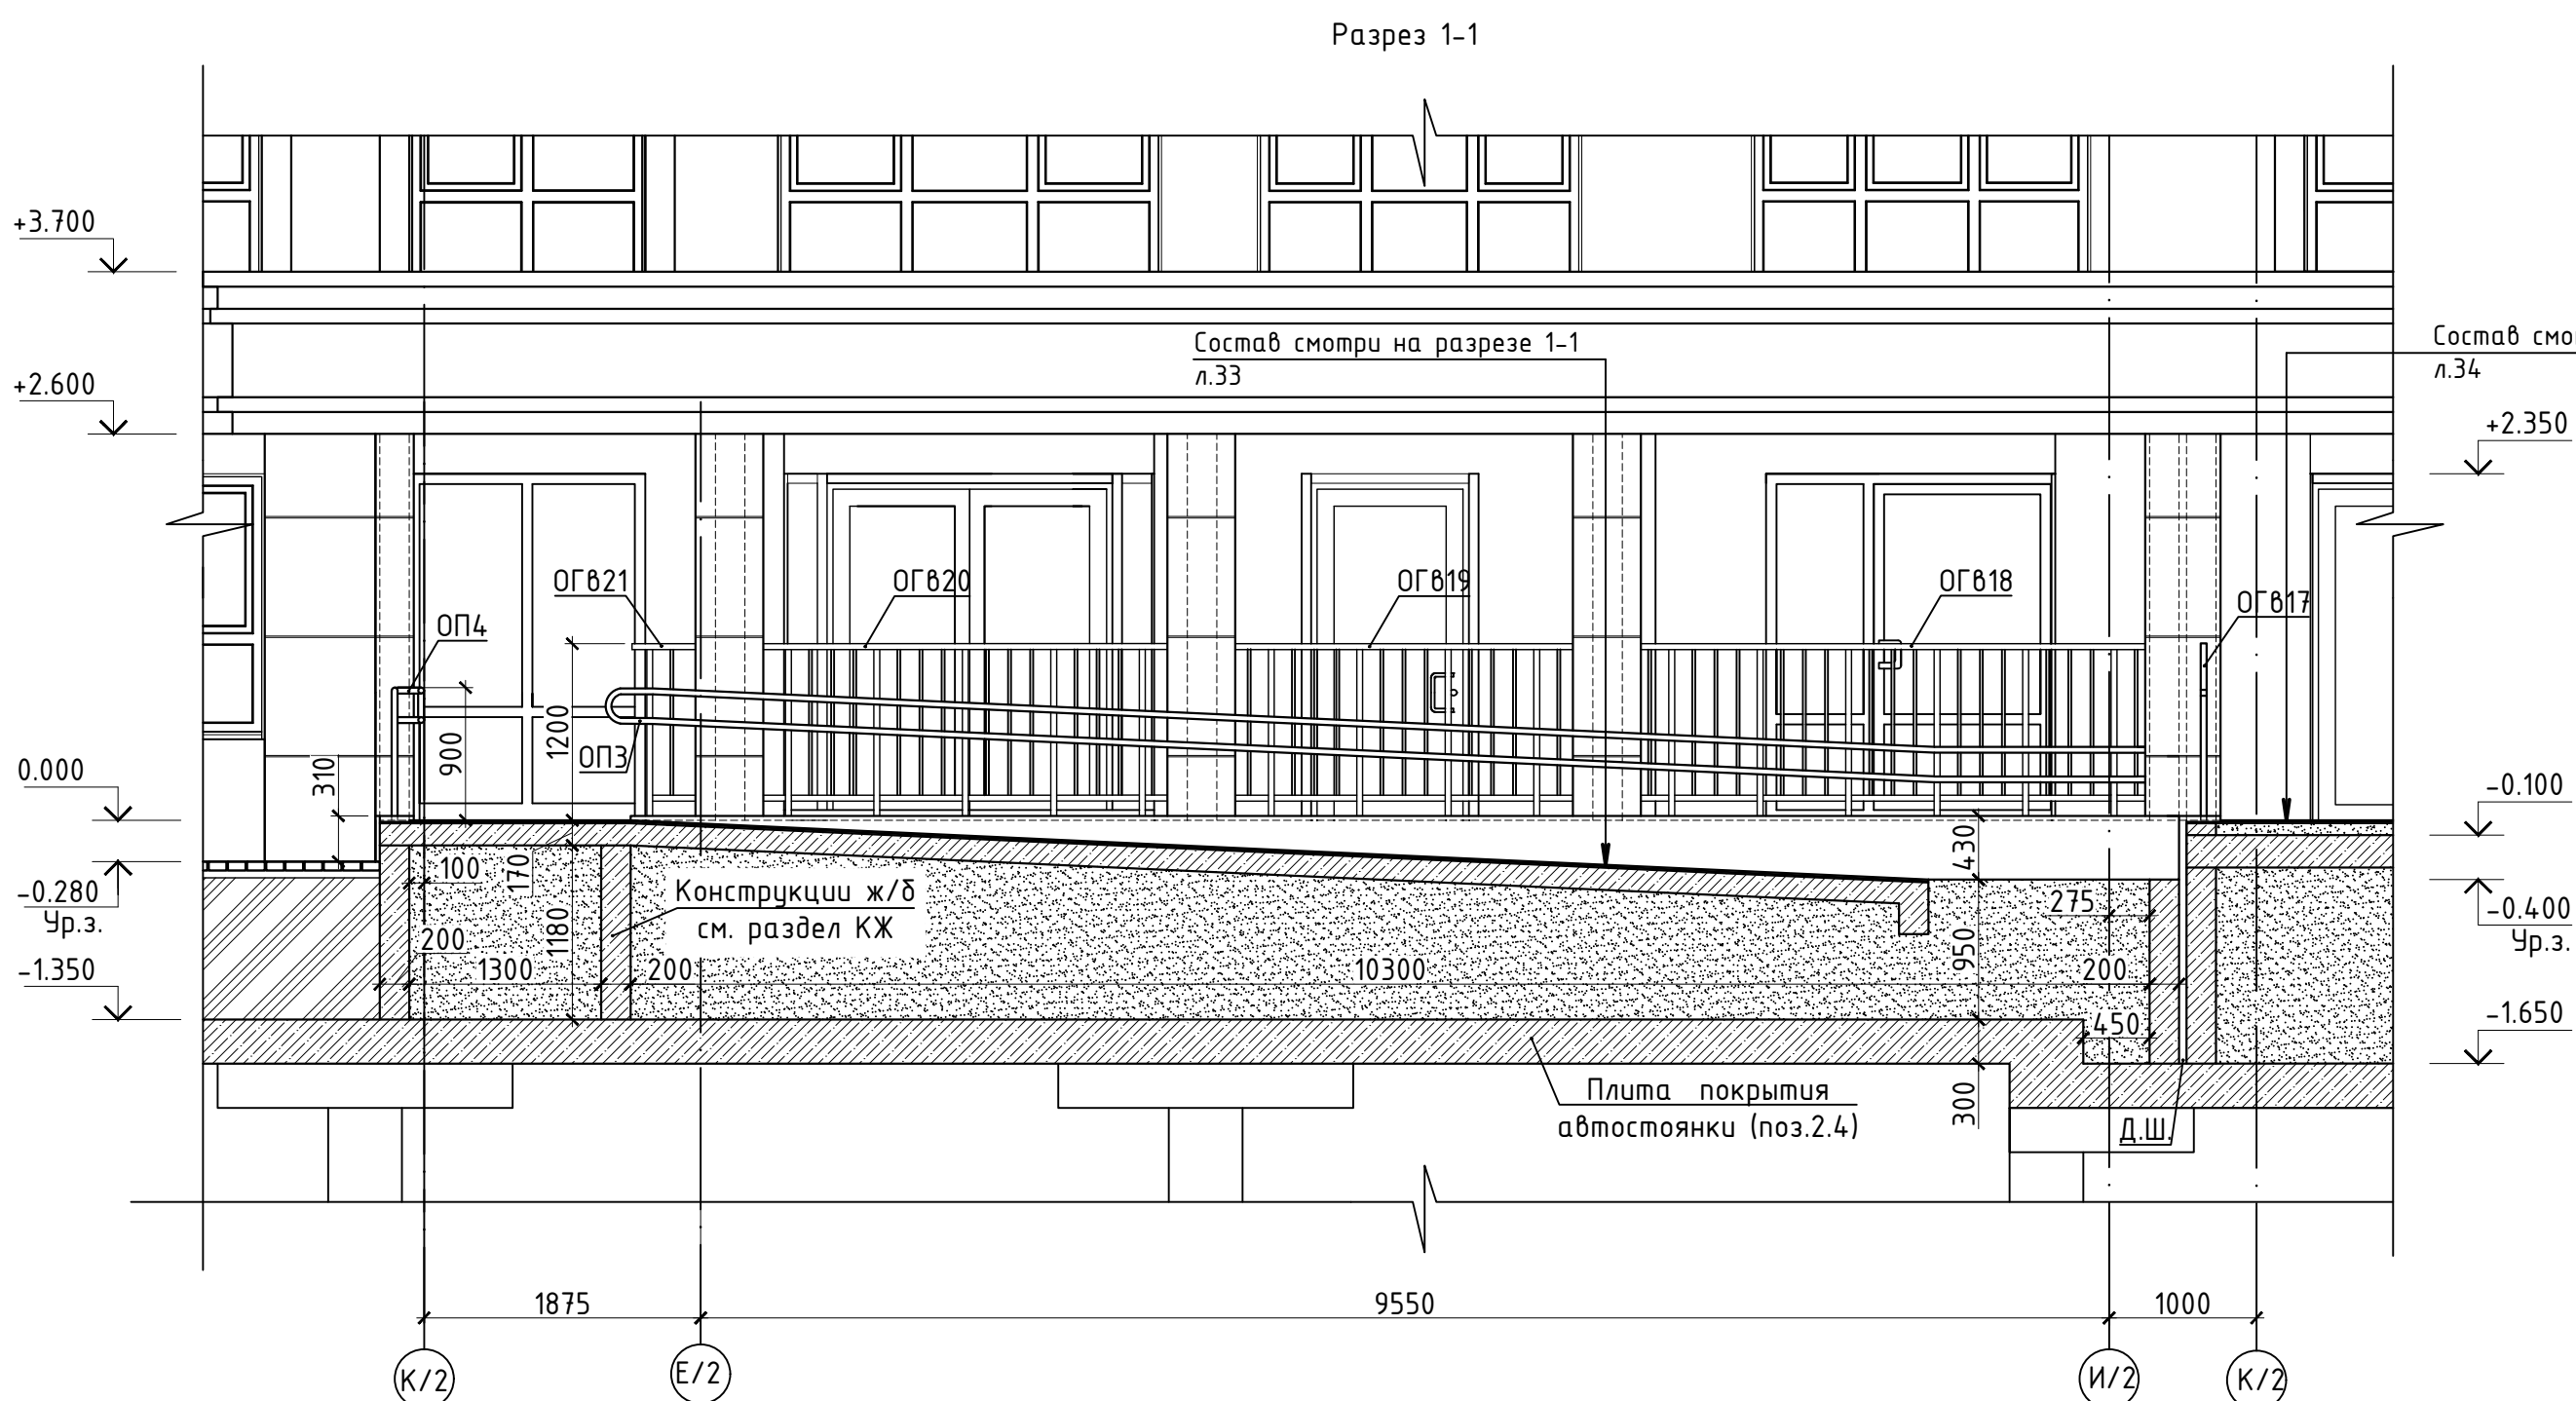 Разрез 1-1
+3.700
Состав смотри на разрезе 1-1
л.33
Состав смо
л.34
+2.600
+2.350
ОГв21
ОГв20
ОГв19
ОГв18
ОГв17
ОП4
ОП3
900
1200
310
0.000
-0.100
430
100
170
-0.280
Ур.з.
Конструкции ж/б
см. раздел КЖ
275
-0.400
Ур.з.
200
1180
950
-1.350
1300
200
10300
200
450
-1.650
300
Плита покрытия
автостоянки (поз.2.4)
Д.Ш.
1875
9550
1000
К/2
Е/2
И/2
К/2